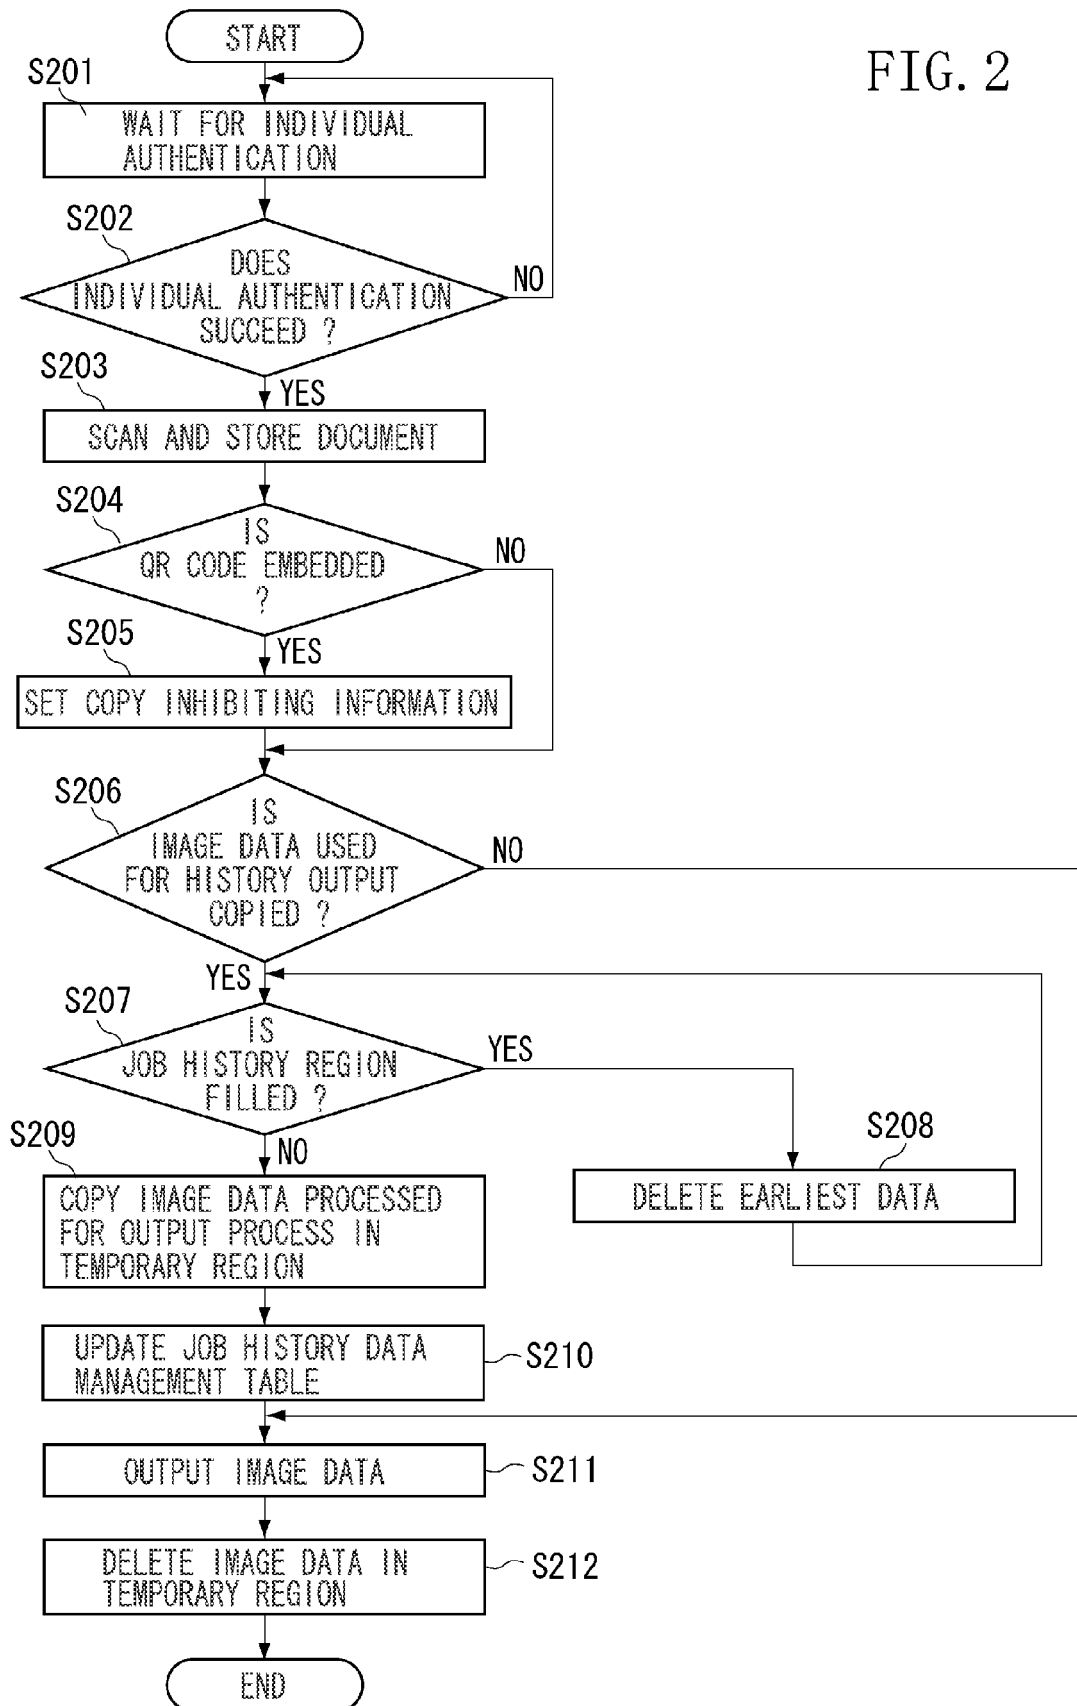 START
FIG. 2
S201
WAIT FOR INDIVIDUAL
AUTHENTICATION
S202
DOES
INDIVIDUAL AUTHENTICATION
SUCCEED ?
NO
S203
YES
SCAN AND STORE DOCUMENT
S204
IS
QR CODE EMBEDDED
?
NO
S205
YES
SET COPY INHIBITING INFORMATION
S206
IS
IMAGE DATA USED
FOR HISTORY OUTPUT
COPIED ?
NO
YES
S207
IS
JOB HISTORY REGION
FILLED ?
YES
S208
DELETE EARLIEST DATA
S209
NO
COPY IMAGE DATA PROCESSED
FOR OUTPUT PROCESS IN
TEMPORARY REGION
UPDATE JOB HISTORY DATA
MANAGEMENT TABLE
S210
OUTPUT IMAGE DATA
S211
DELETE IMAGE DATA IN
TEMPORARY REGION
S212
END